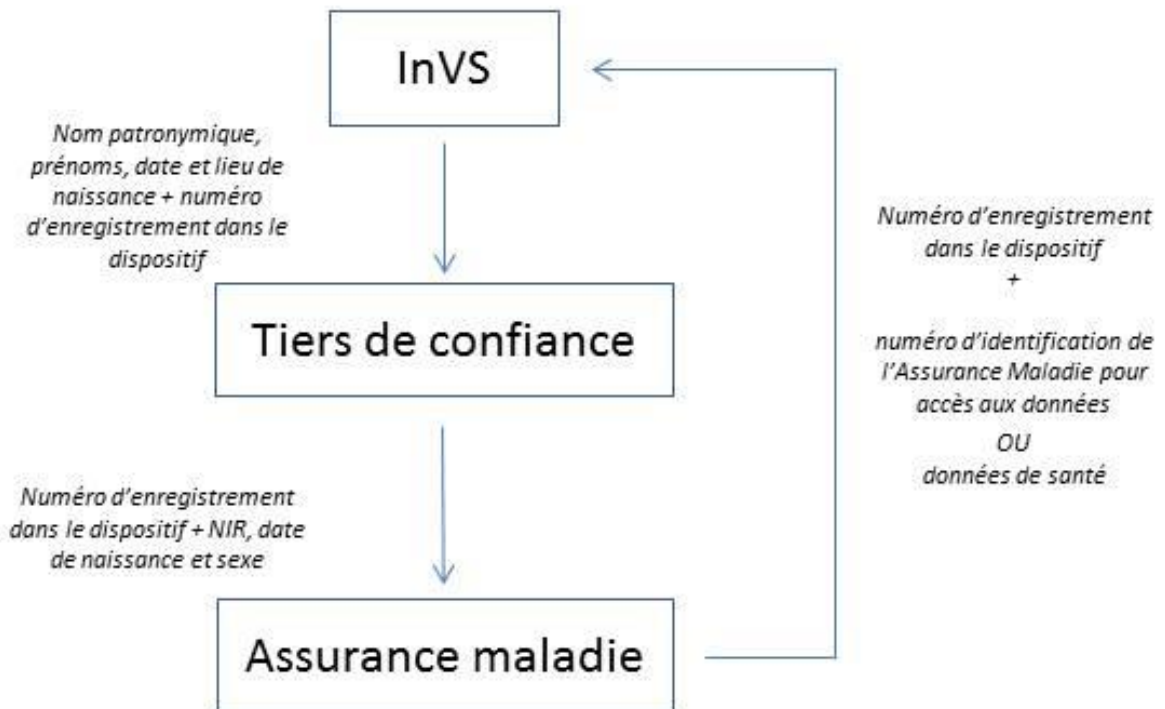 InVS
Nom patronymique,
prénoms, date et lieu de
naissance + numéro
d'enregistrement dans le
dispositif
Tiers de confiance
Numéro d'enregistrement
dans le dispositif + NIR, date
de naissance et sexe
Assurance maladie
Numéro d'enregistrement
dans le dispositif
+
numéro d'identification de
l'Assurance Maladie pour
accès aux données
OU
données de santé